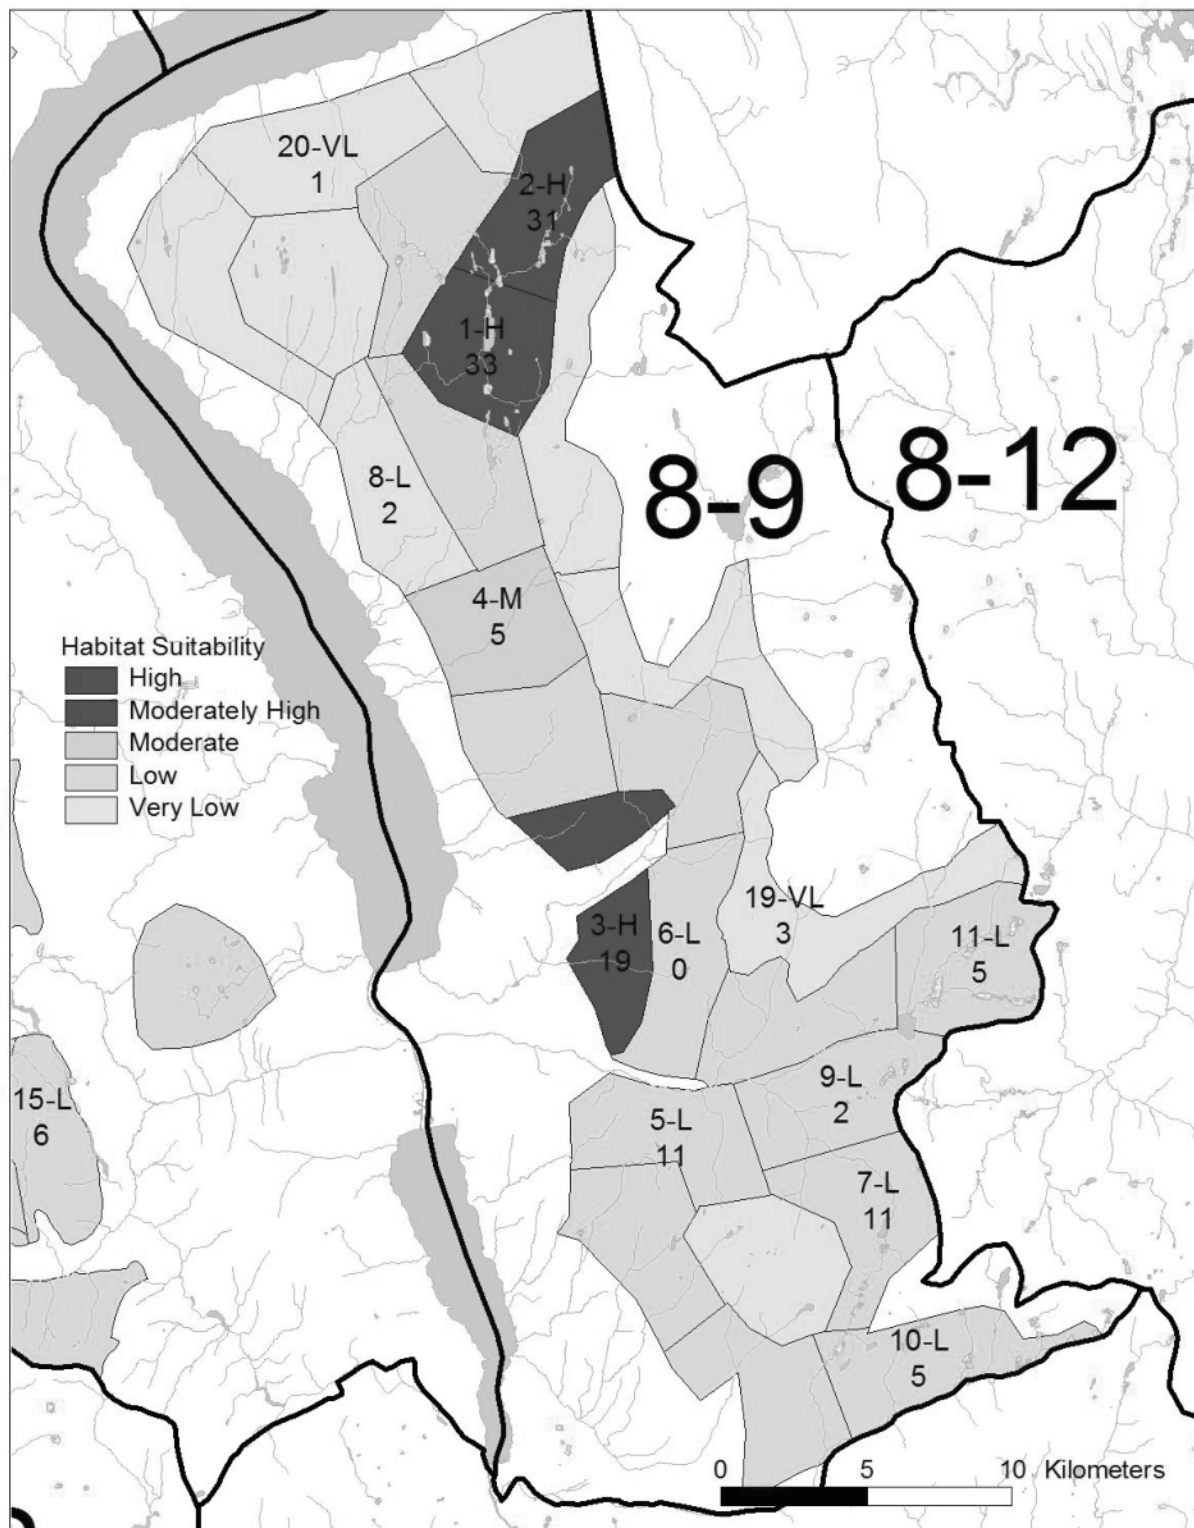 20-VL
1
2-H
31
1-H
33
8-9
8-12
8-L
2
4-M
5
Habitat Suitability
High
Moderately High
Moderate
Low
Very Low
3-H
19
6-L
0
19-VL
3
11-L
5
15-L
6
9-L
2
5-L
11
7-L
11
10-L
5
0 5 10 Kilometers